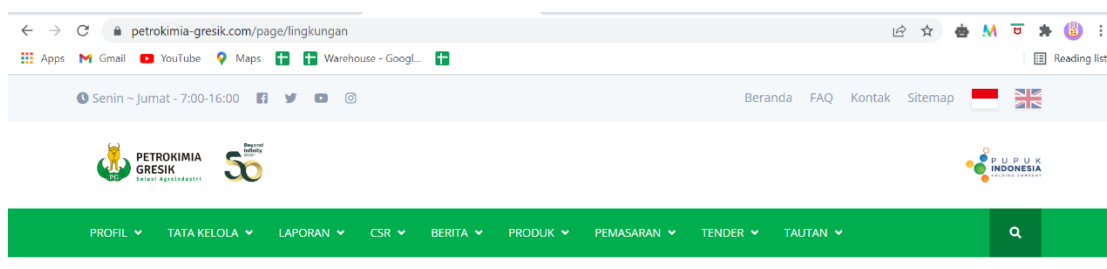 petrokimia-gresik.com/page/lingkungan
Apps Gmail YouTube Maps Warehouse - Googl... Reading list
Senin ~ Jumat - 7:00-16:00 Beranda FAQ Kontak Sitemap
PETROKIMIA
GRESIK
Solusi Agroindustri
PG
Beyond
Infinity
50
PUPUK
INDONESIA
HOLDING COMPANY
PROFIL TATA KELOLA LAPORAN CSR BERITA PRODUK PEMASARAN TENDER TAUTAN